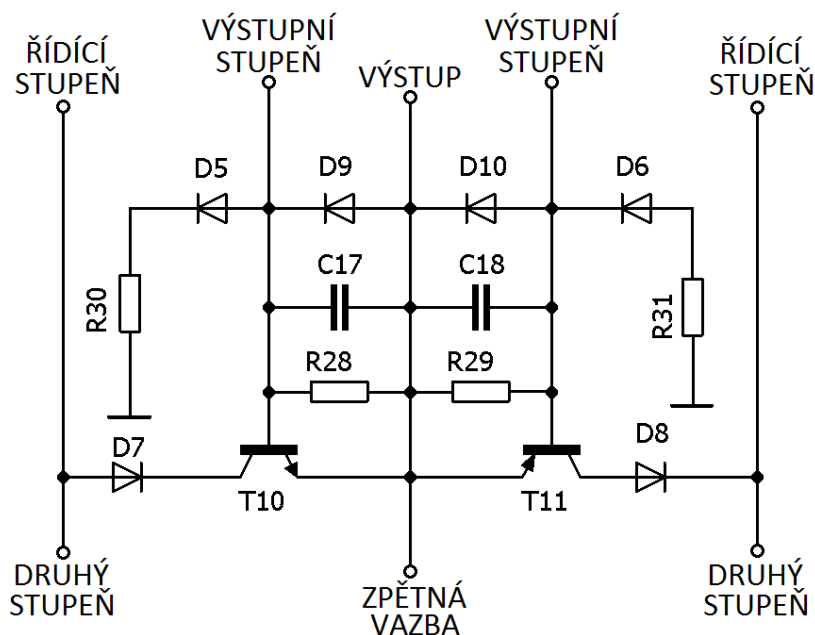 VÝSTUPNÍ
STUPEŇ
VÝSTUPNÍ
STUPEŇ
ŘÍDÍCÍ
STUPEŇ
VÝSTUP
ŘÍDÍCÍ
STUPEŇ
D5
D9
D10
D6
C17
C18
R30
R31
R28
R29
D7
D8
T10
T11
DRUHÝ
STUPEŇ
ZPĚTNÁ
VAZBA
DRUHÝ
STUPEŇ